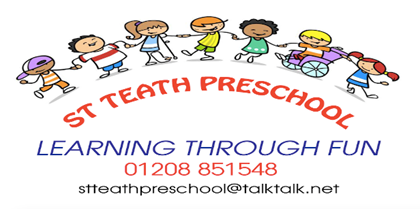 ST TEATH PRESCHOOL
LEARNING THROUGH FUN
01208 851548
stteathpreschool@talktalk.net